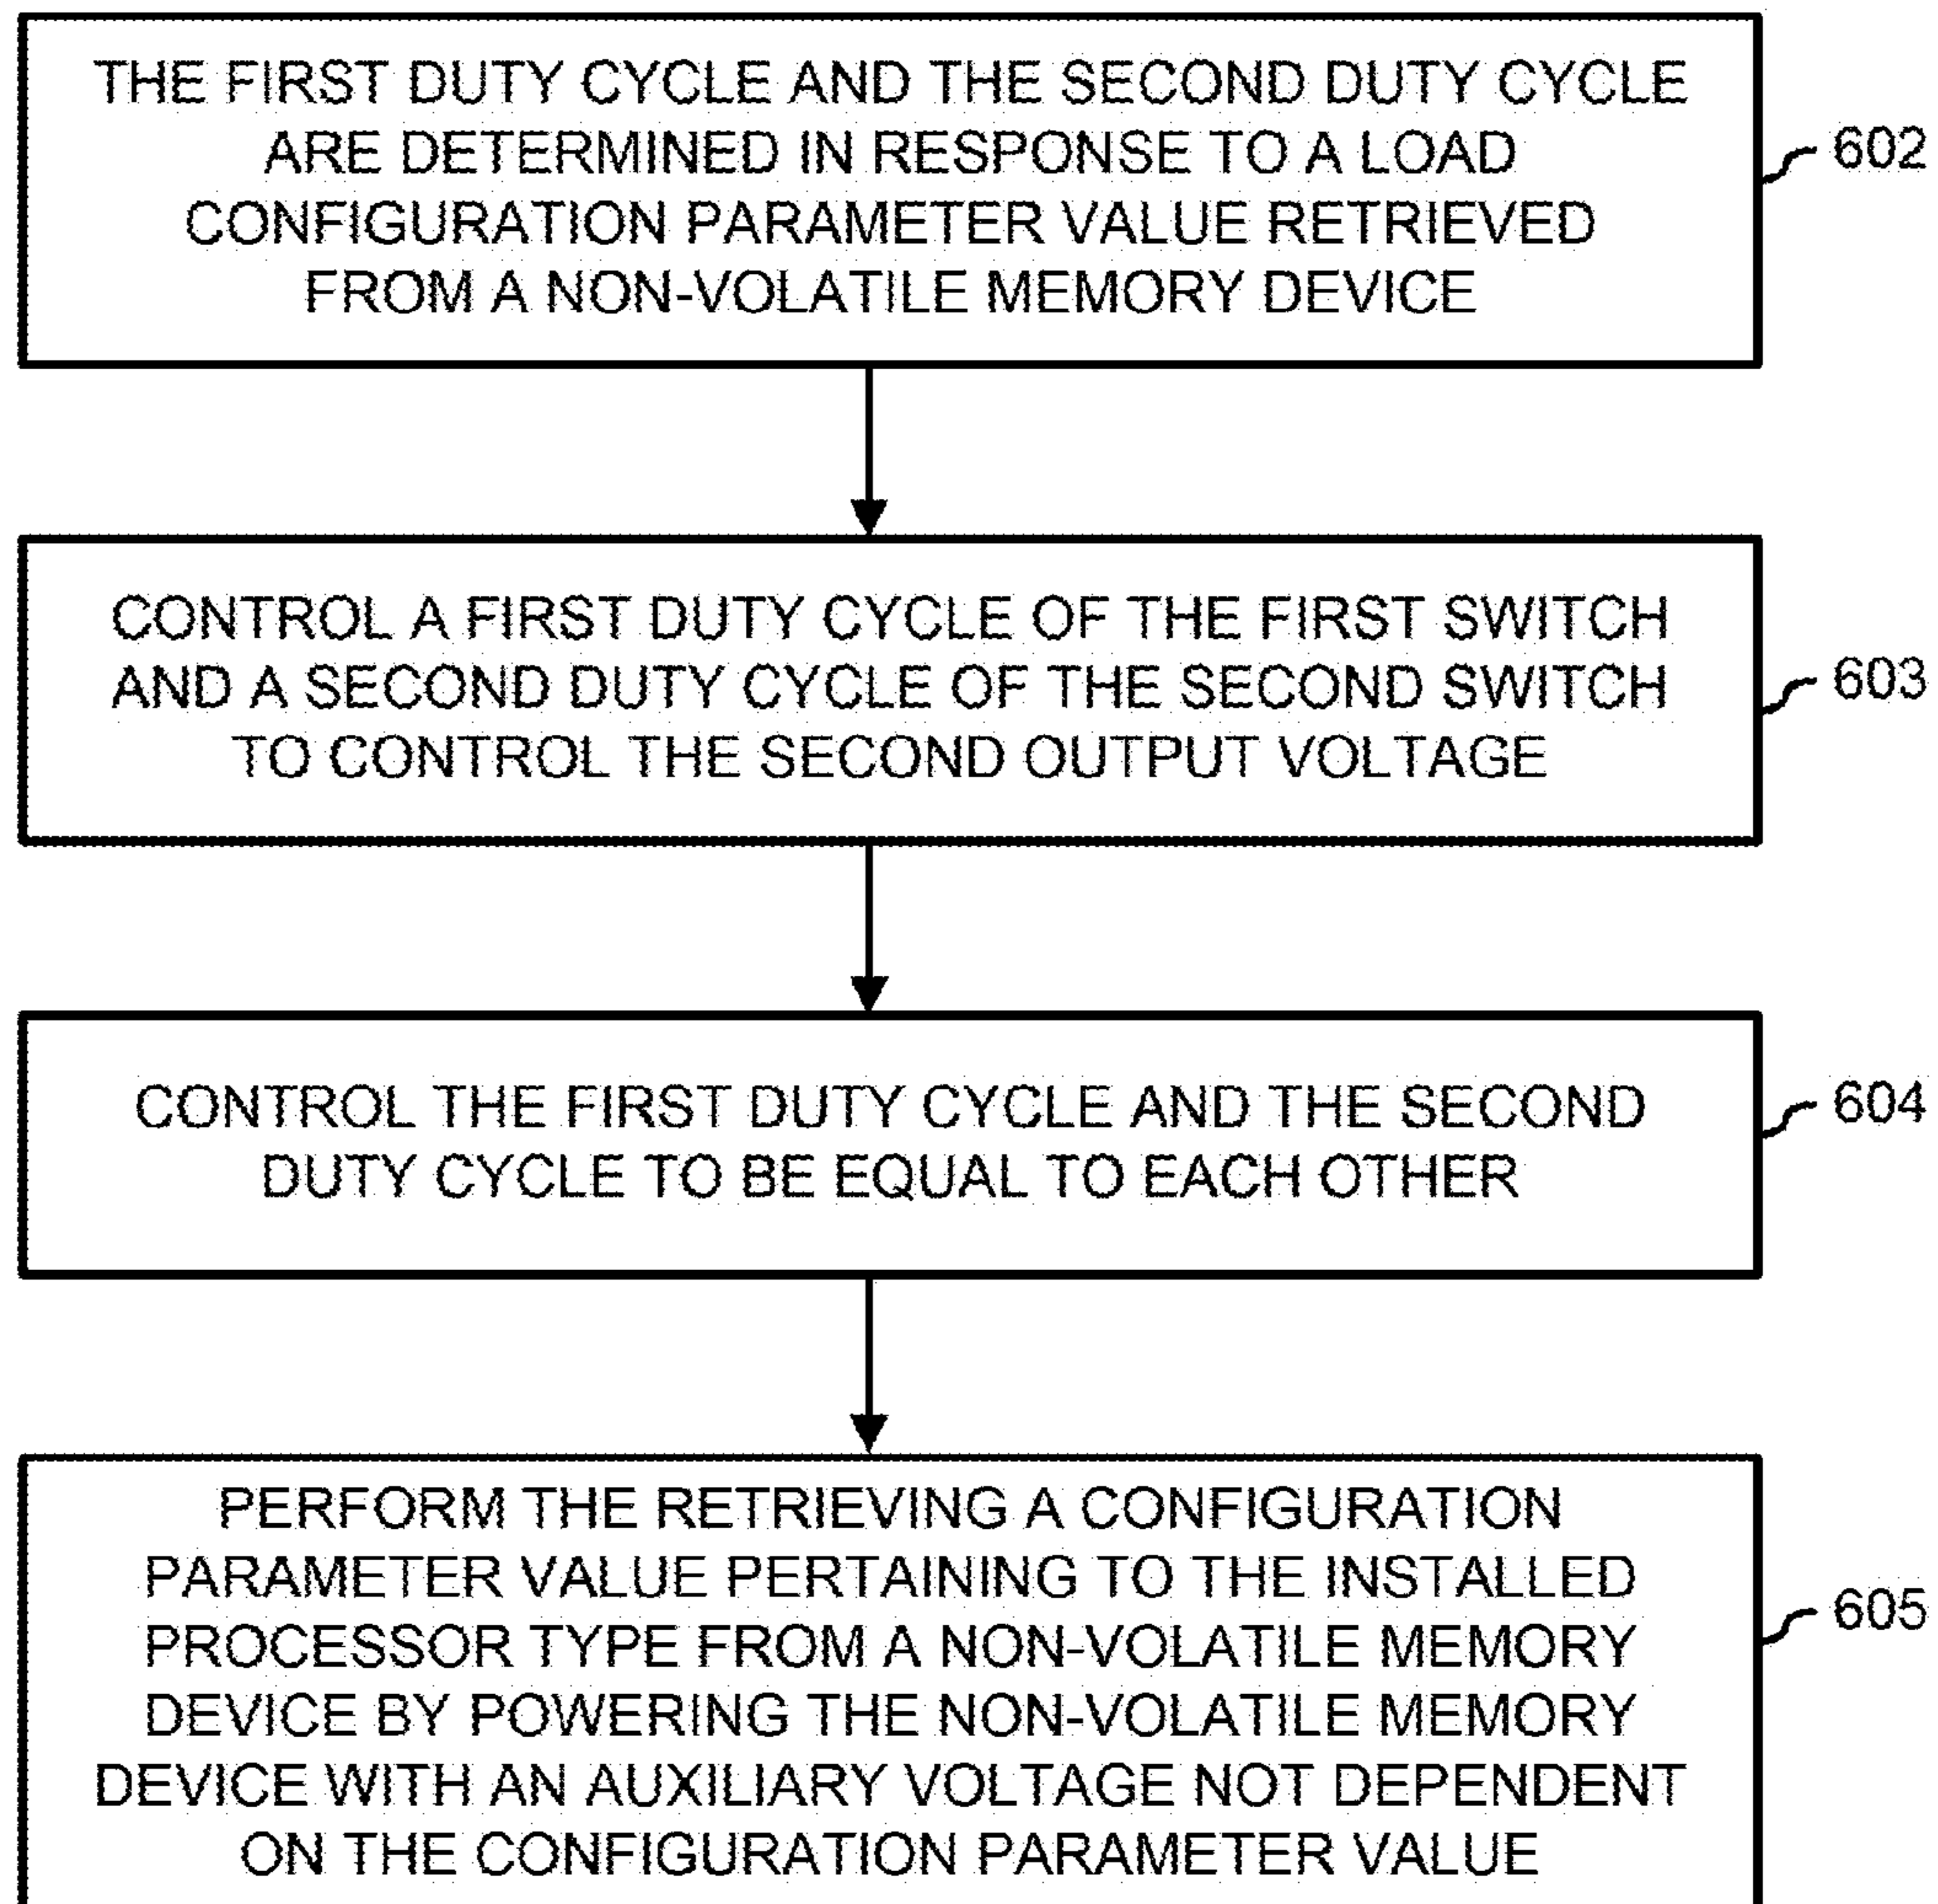 THE FIRST DUTY CYCLE AND THE SECOND DUTY CYCLE
ARE DETERMINED IN RESPONSE TO A LOAD
CONFIGURATION PARAMETER VALUE RETRIEVED
FROM A NON-VOLATILE MEMORY DEVICE
602
CONTROL A FIRST DUTY CYCLE OF THE FIRST SWITCH
AND A SECOND DUTY CYCLE OF THE SECOND SWITCH
TO CONTROL THE SECOND OUTPUT VOLTAGE
603
CONTROL THE FIRST DUTY CYCLE AND THE SECOND
DUTY CYCLE TO BE EQUAL TO EACH OTHER
604
PERFORM THE RETRIEVING A CONFIGURATION
PARAMETER VALUE PERTAINING TO THE INSTALLED
PROCESSOR TYPE FROM A NON-VOLATILE MEMORY
DEVICE BY POWERING THE NON-VOLATILE MEMORY
DEVICE WITH AN AUXILIARY VOLTAGE NOT DEPENDENT
ON THE CONFIGURATION PARAMETER VALUE
605